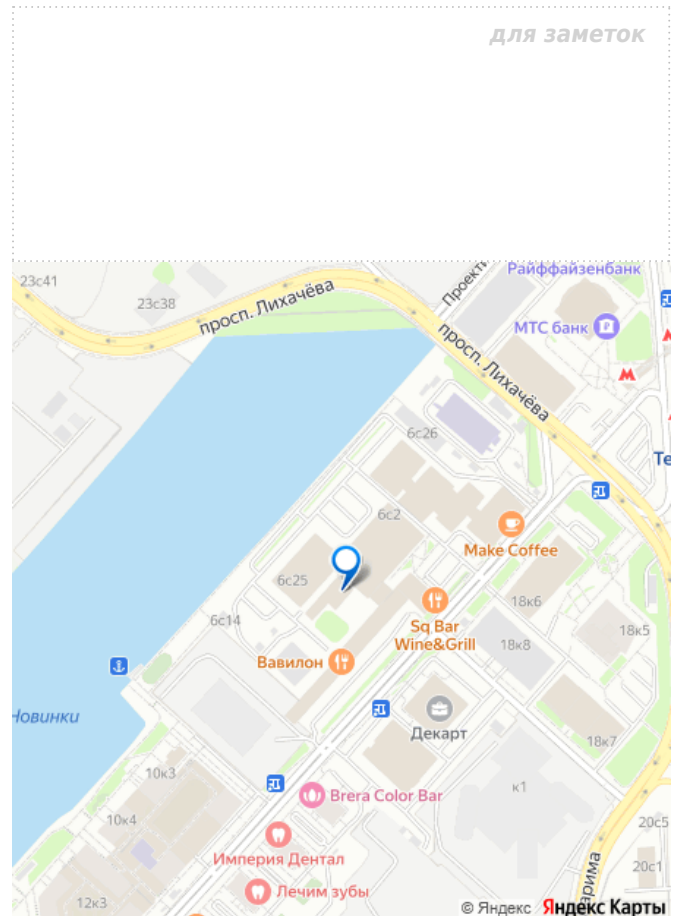 для заметок
Райффайзенбанк
23с41
23с38
просп. Лихачёва
МТС банк
просп. Лихачёва
6с26
6с2
Make Coffee
6с25
18к6
6с14
Sq Bar
Wine&Grill
18к5
18к8
Вавилон
Новинки
Декарт
18к7
10к3
к1
Brera Color Bar
10к4
20с5
Империя Дентал
20с1
Лечим зубы
12к3
© Яндекс Яндекс Карты